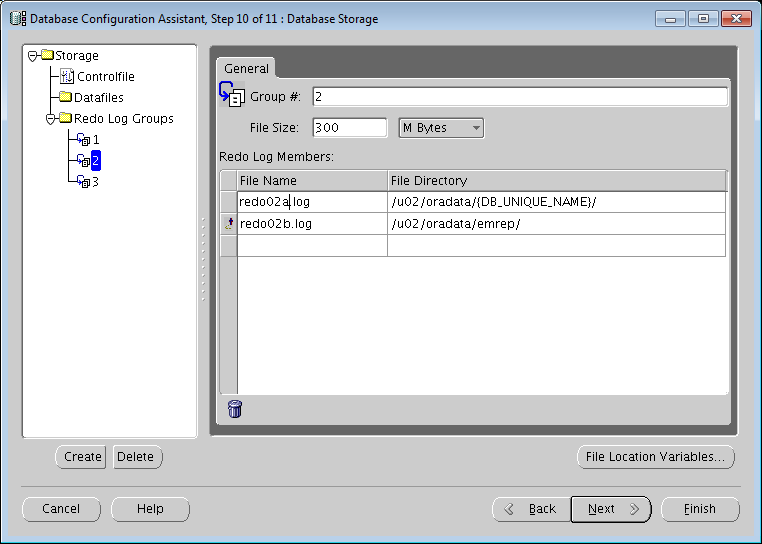 Database Configuration Assistant, Step 10 of 11 : Database Storage
Storage
Controlfile
Datafiles
Redo Log Groups
1
2
3
General
Group #: 2
File Size: 300 M Bytes
Redo Log Members:
File Name File Directory
redo02a.log /u02/oradata/{DB_UNIQUE_NAME}/
redo02b.log /u02/oradata/emrep/
Create Delete File Location Variables...
Cancel Help Back Next Finish